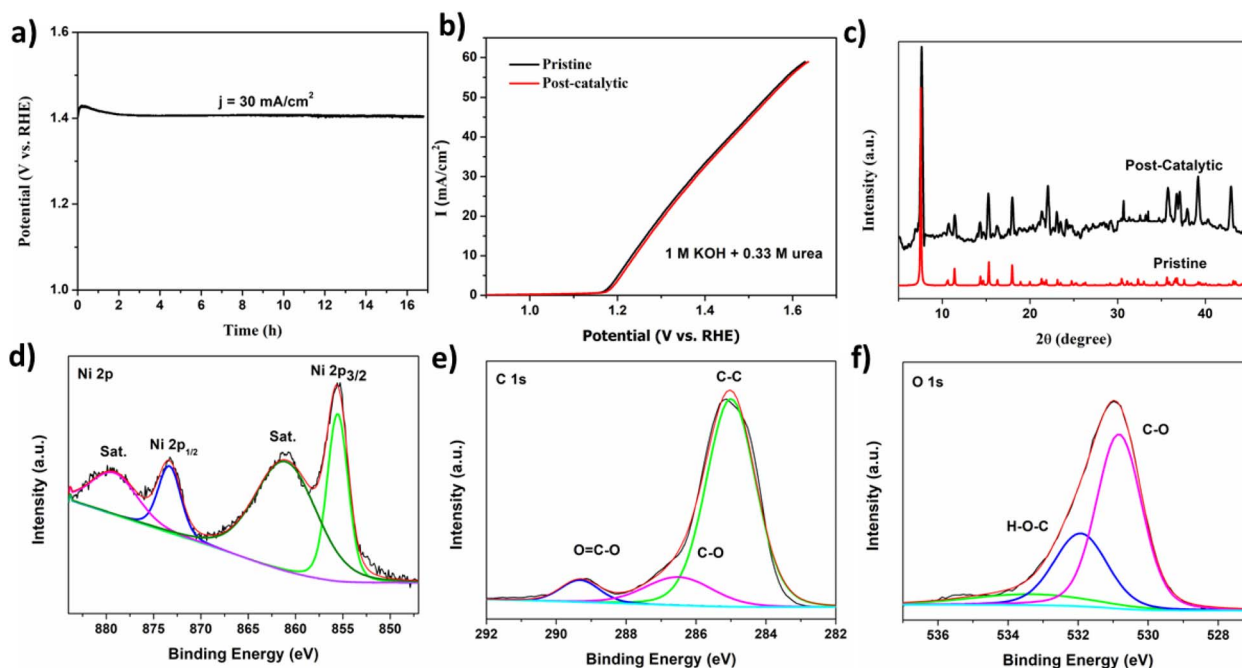 a)
1.6
1.4
1.2
1.0
Potential (V vs. RHE)
j = 30 mA/cm²
0 2 4 6 8 10 12 14 16
Time (h)
b)
60
50
40
30
20
10
0
I (mA/cm²)
Pristine
Post-catalytic
1 M KOH + 0.33 M urea
1.0 1.2 1.4 1.6
Potential (V vs. RHE)
c)
Intensity (a.u.)
Post-Catalytic
Pristine
10 20 30 40
2θ (degree)
d)
Ni 2p
Intensity (a.u.)
Sat.
Ni 2p₁/₂
Sat.
Ni 2p₃/₂
880 875 870 865 860 855 850
Binding Energy (eV)
e)
C 1s
Intensity (a.u.)
C-C
O=C-O
C-O
292 290 288 286 284 282
Binding Energy (eV)
f)
O 1s
Intensity (a.u.)
C-O
H-O-C
536 534 532 530 528
Binding Energy (eV)